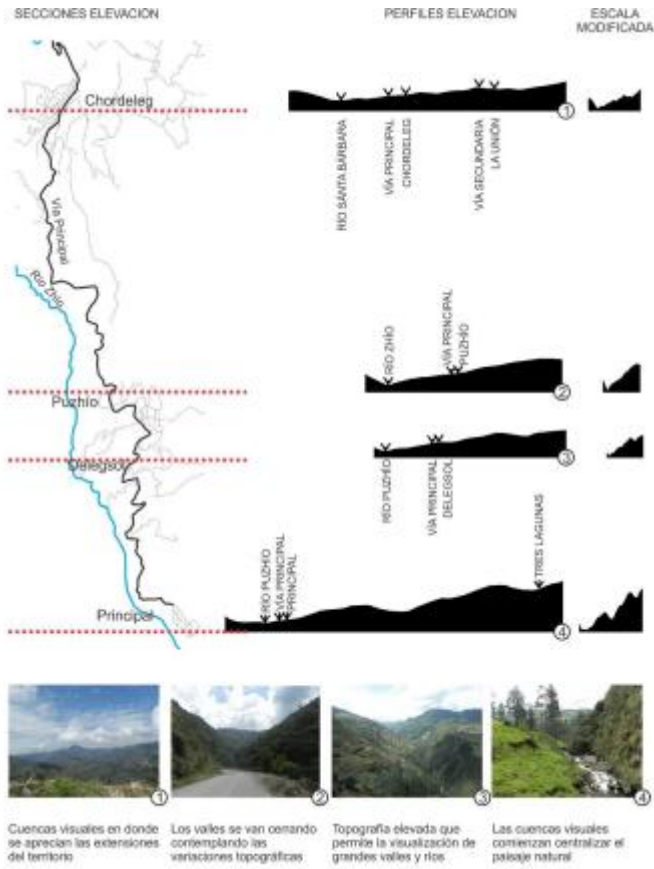 SECCIONES ELEVACION
PERFILES ELEVACION
ESCALA
MODIFICADA
Chordeleg
Vía Principal
Río Zhío
Puzhío
Delegsol
Principal
1
RÍO SANTA BARBARA
VÍA PRINCIPAL
CHORDELEG
VÍA SECUNDARIA
LA UNIÓN
RÍO ZHÍO
VÍA PRINCIPAL
PUZHÍO
2
3
RÍO PUZHÍO
VÍA PRINCIPAL
DELEGSOL
RÍO PUZHIO
VÍA PRINCIPAL
PRINCIPAL
TRES LAGUNAS
4
1
2
3
4
Cuencas visuales en donde
se aprecian las extensiones
del territorio
Los valles se van cerrando
contemplando las
variaciones topográficas
Topografía elevada que
permite la visualización de
grandes valles y ríos
Las cuencas visuales
comienzan centralizar el
paisaje natural